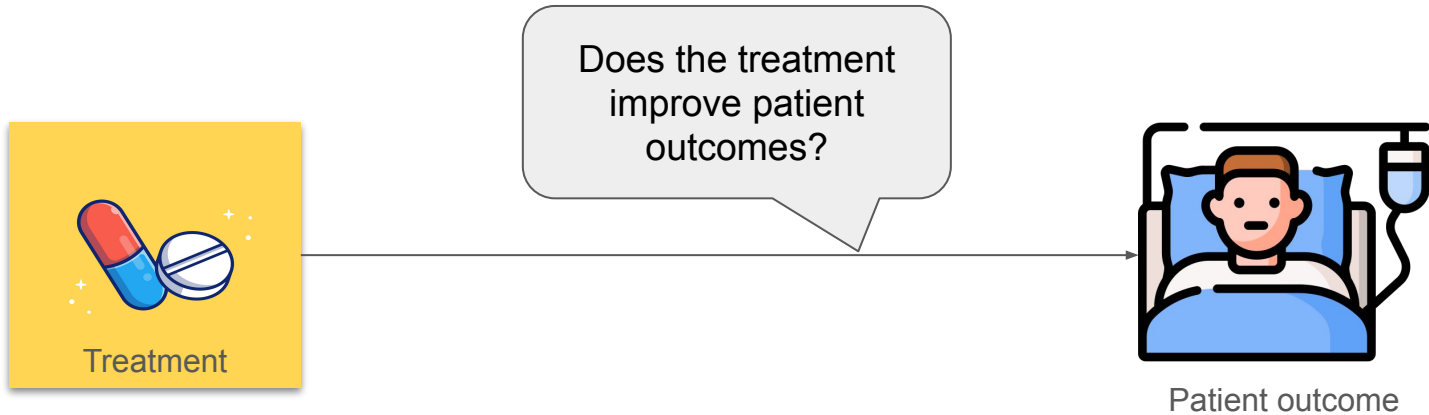 Does the treatment
improve patient
outcomes?
Treatment
Patient outcome